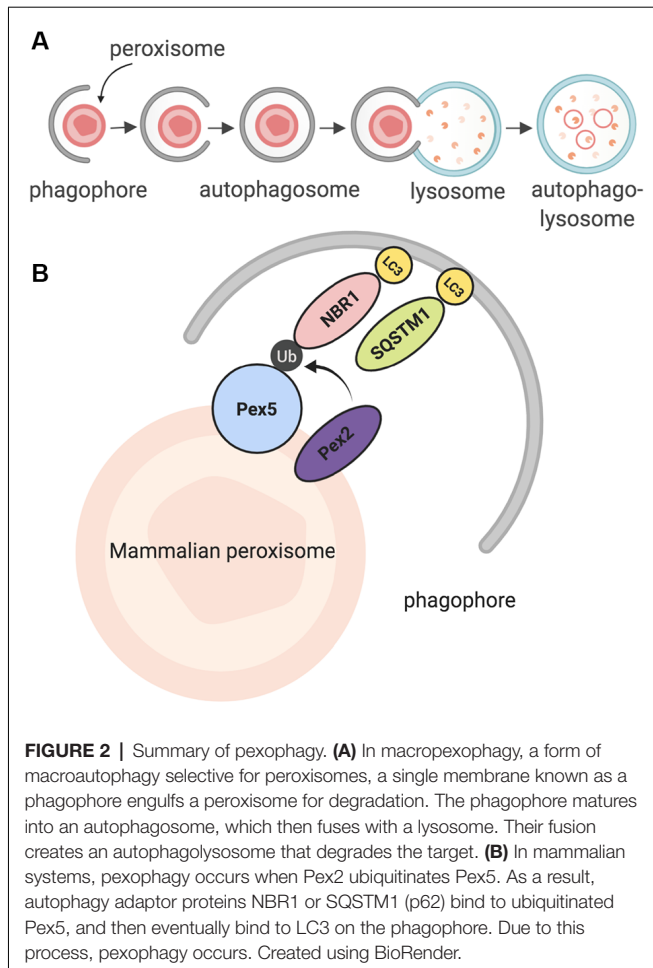 A
peroxisome
phagophore
autophagosome
lysosome
autophago-
lysosome
B
LC3
LC3
NBR1
SQSTM1
Ub
Pex5
Pex2
Mammalian peroxisome
phagophore
FIGURE 2 | Summary of pexophagy. (A) In macropexophagy, a form of
macroautophagy selective for peroxisomes, a single membrane known as a
phagophore engulfs a peroxisome for degradation. The phagophore matures
into an autophagosome, which then fuses with a lysosome. Their fusion
creates an autophagolysosome that degrades the target. (B) In mammalian
systems, pexophagy occurs when Pex2 ubiquitinates Pex5. As a result,
autophagy adaptor proteins NBR1 or SQSTM1 (p62) bind to ubiquitinated
Pex5, and then eventually bind to LC3 on the phagophore. Due to this
process, pexophagy occurs. Created using BioRender.